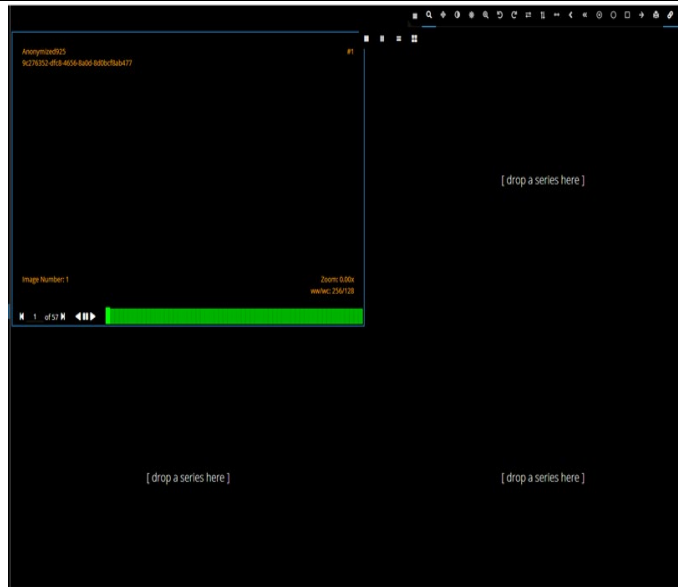 Anonymized925
#1
9c276352-dfc8-4656-8a0d-8d0bcf8ab477
[ drop a series here ]
Image Number: 1
Zoom: 0.00x
ww/wc: 256/128
1 of 57
[ drop a series here ]
[ drop a series here ]